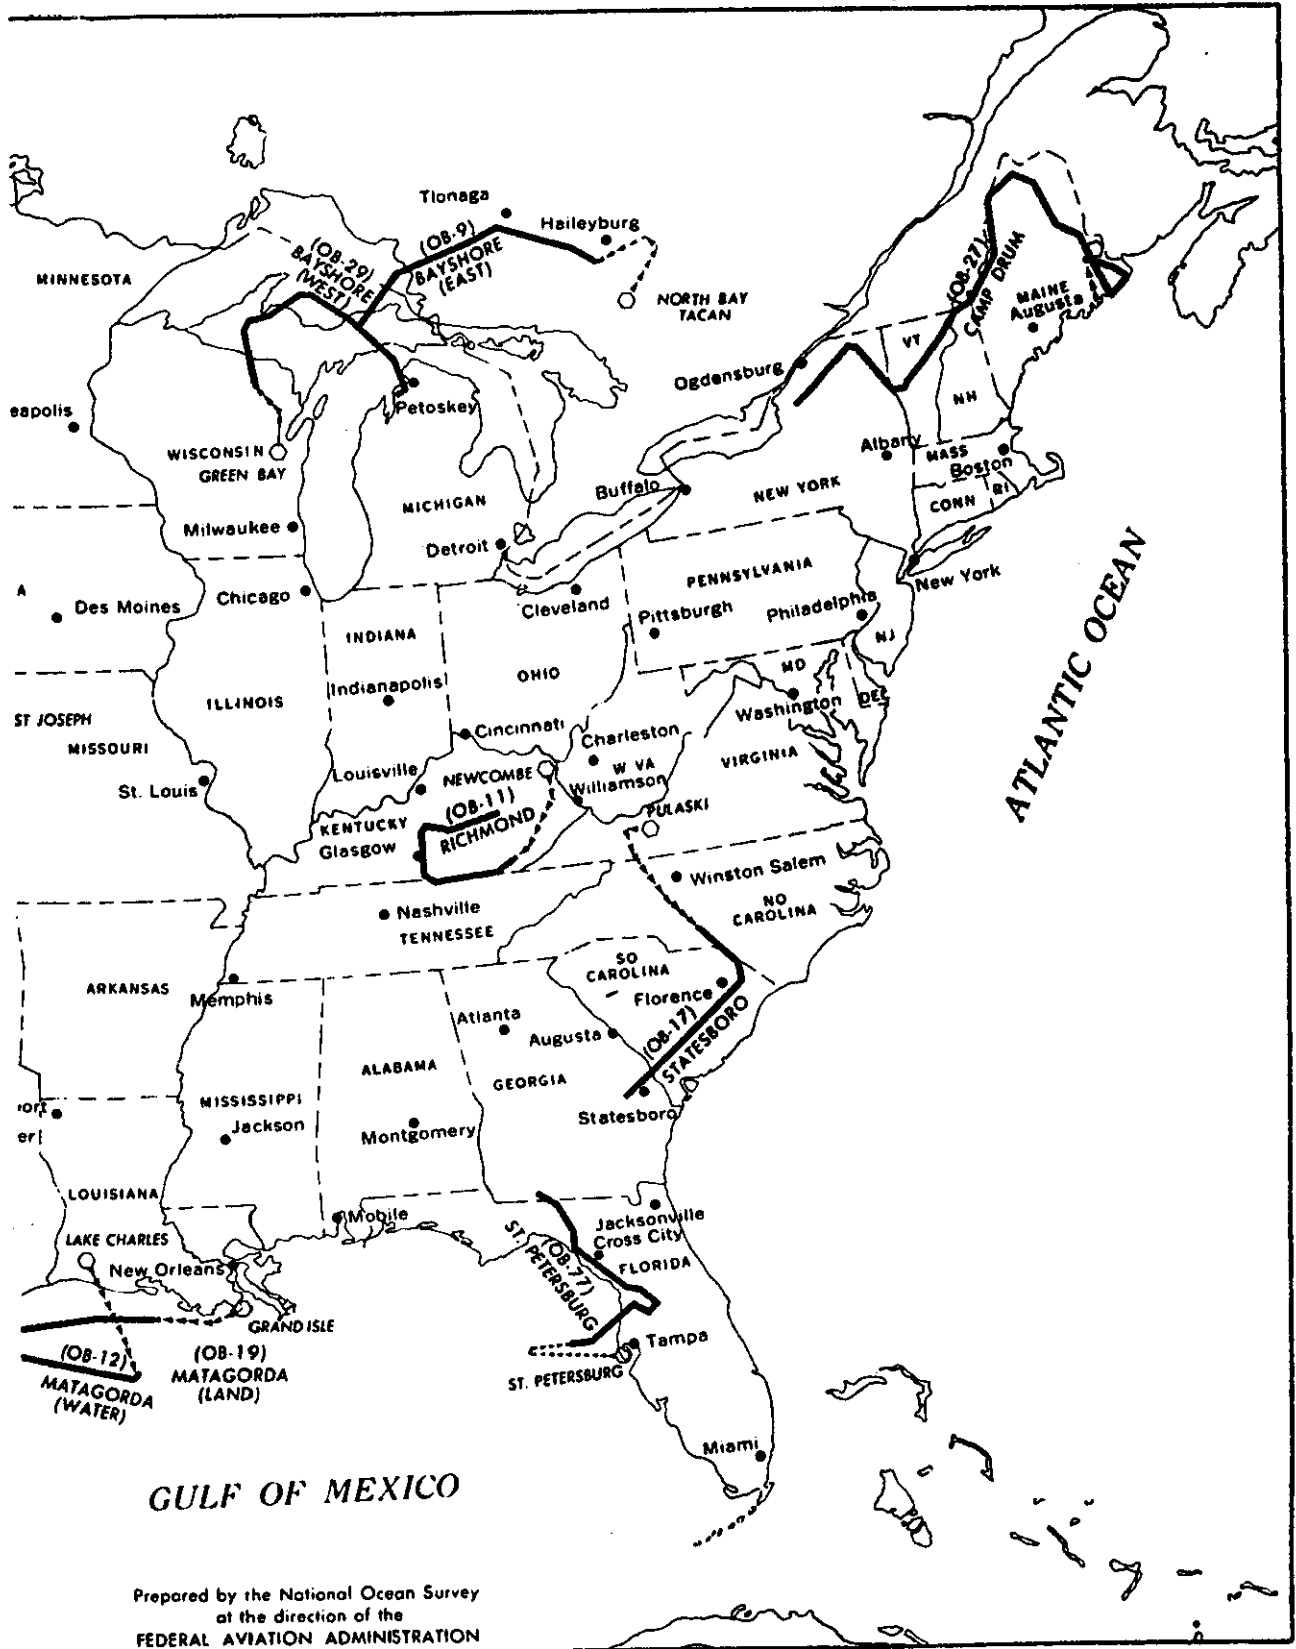 Tionaga
(OB-9)
BAYSHORE
(EAST)
Haileyburg
(OB-29)
BAYSHORE
(WEST)
MINNESOTA
NORTH BAY
TACAN
(OB-27)
CAMP DRUM
MAINE
Augusta
VT
Ogdensburg
NH
eapolis
Petoskey
WISCONSIN
GREEN BAY
Albany
MASS
Boston
RI
CONN
MICHIGAN
Buffalo
NEW YORK
Milwaukee
Detroit
PENNSYLVANIA
New York
A
Des Moines
Chicago
Cleveland
Pittsburgh
Philadelphia
INDIANA
NJ
OHIO
MD
ILLINOIS
Indianapolis
Washington
DEL
ST JOSEPH
MISSOURI
Cincinnati
Charleston
W VA
VIRGINIA
Louisville
NEWCOMBE
St. Louis
Williamson
PULASKI
(OB-11)
RICHMOND
KENTUCKY
Glasgow
Winston Salem
NO
CAROLINA
Nashville
TENNESSEE
ATLANTIC OCEAN
SO
CAROLINA
ARKANSAS
Memphis
Florence
(OB-17)
STATESBORO
Atlanta
Augusta
ALABAMA
GEORGIA
MISSISSIPPI
ort
er
Jackson
Montgomery
Statesboro
LOUISIANA
Mobile
Jacksonville
Cross City
FLORIDA
LAKE CHARLES
New Orleans
(OB-77)
ST. PETERSBURG
GRAND ISLE
Tampa
(OB-12)
MATAGORDA
(WATER)
(OB-19)
MATAGORDA
(LAND)
ST. PETERSBURG
Miami
GULF OF MEXICO
Prepared by the National Ocean Survey
at the direction of the
FEDERAL AVIATION ADMINISTRATION